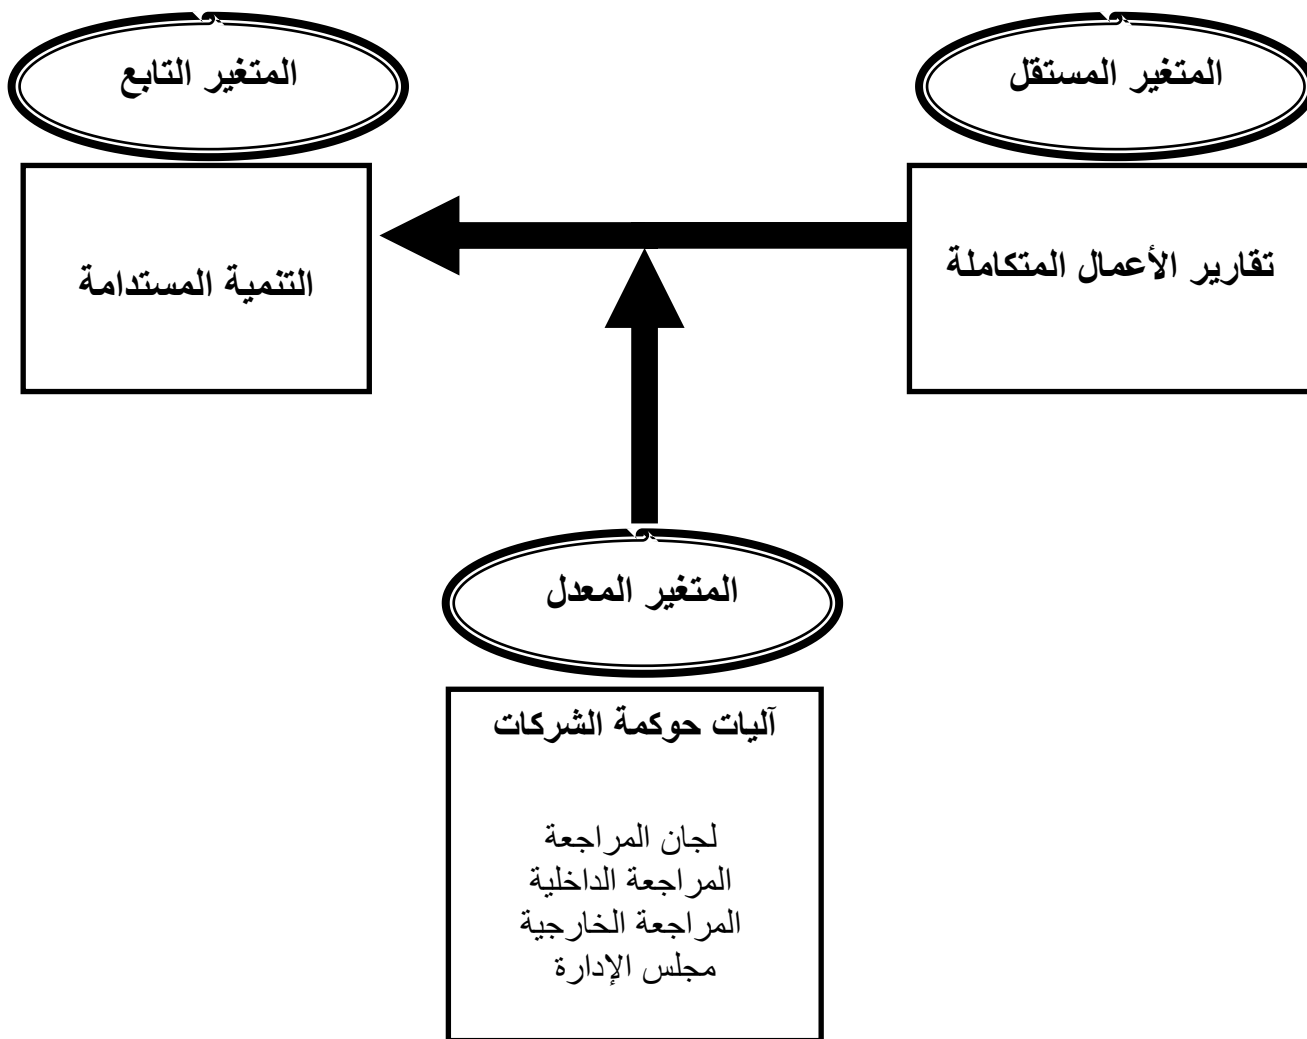 المتغير المستقل
المتغير التابع
تقارير الأعمال المتكاملة
التنمية المستدامة
المتغير المعدل
آليات حوكمة الشركات
لجان المراجعة
المراجعة الداخلية
المراجعة الخارجية
مجلس الإدارة